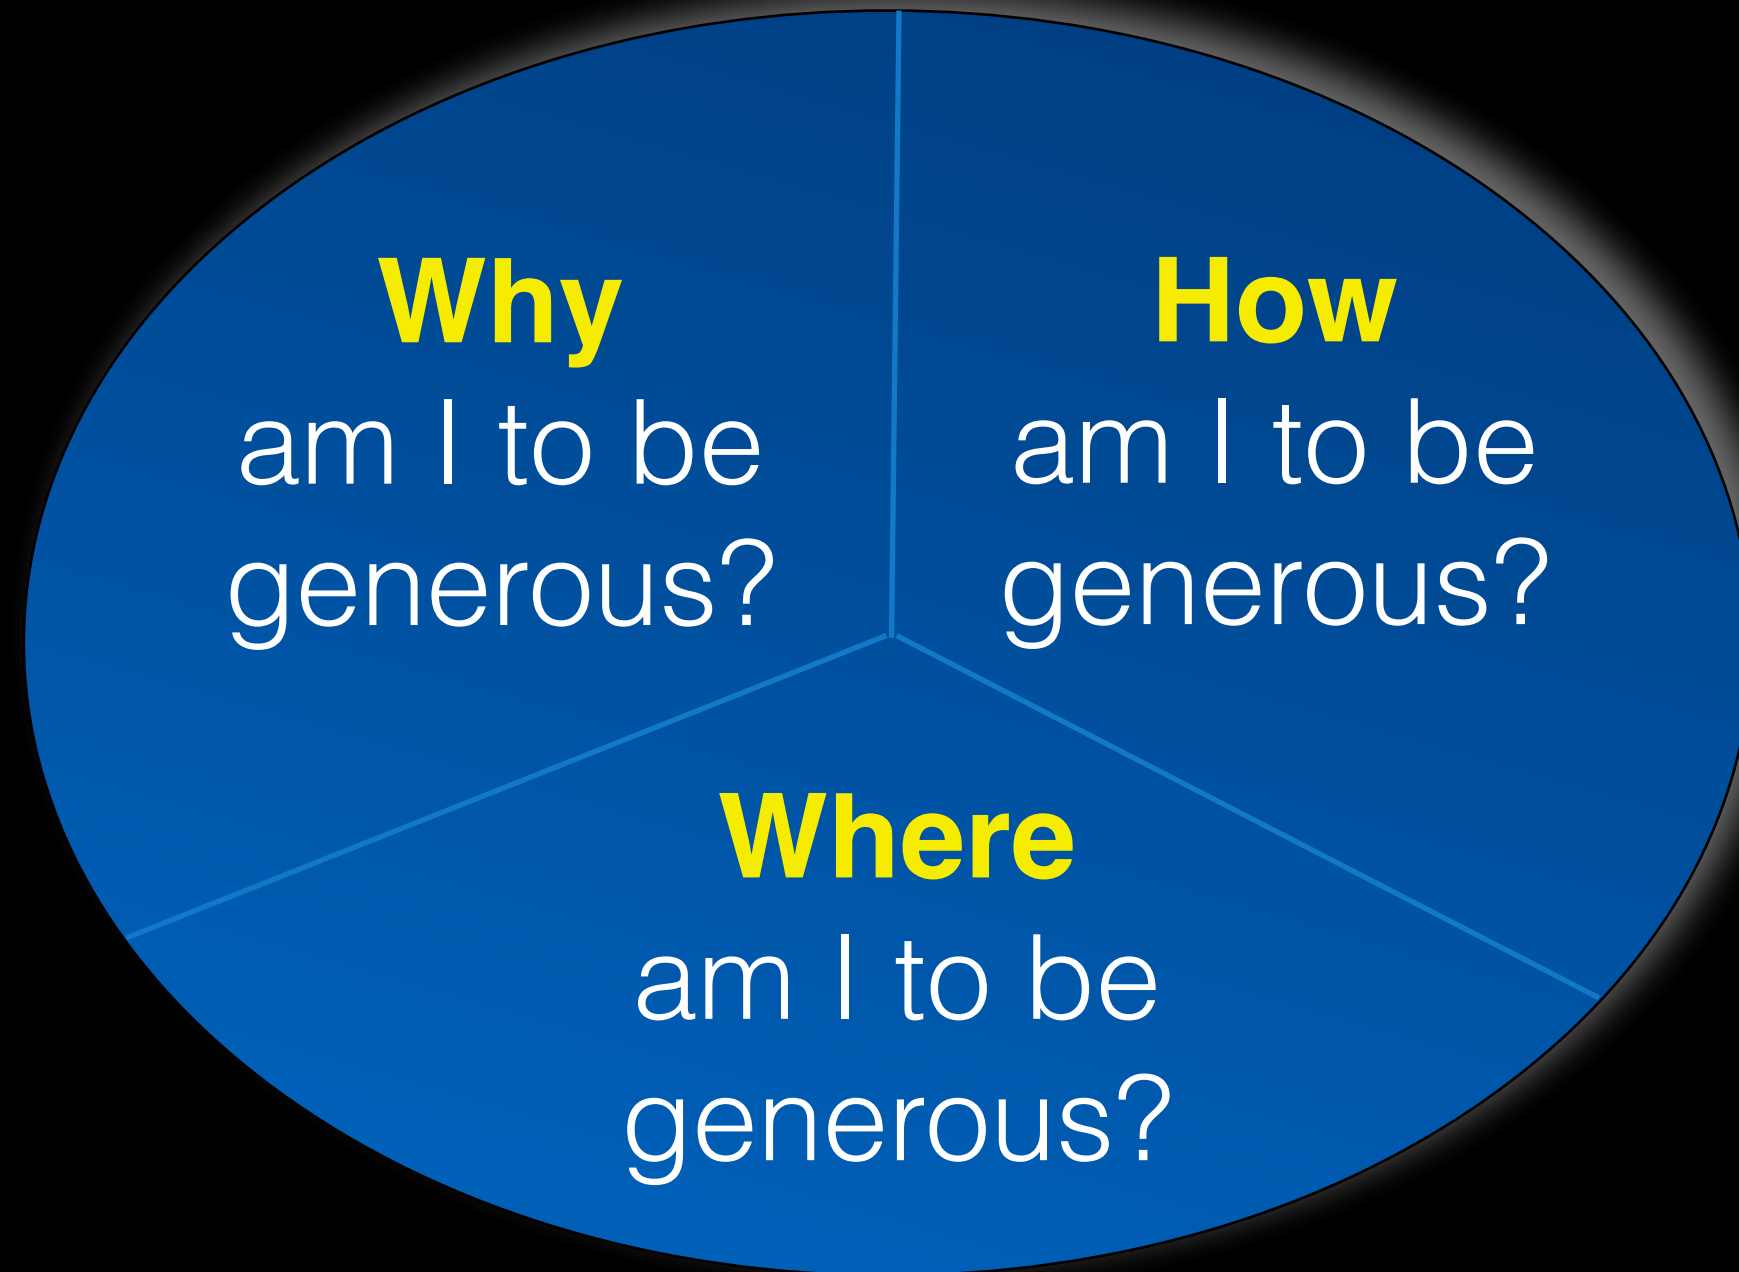 Why
am I to be
generous?
How
am I to be
generous?
Where
am I to be
generous?